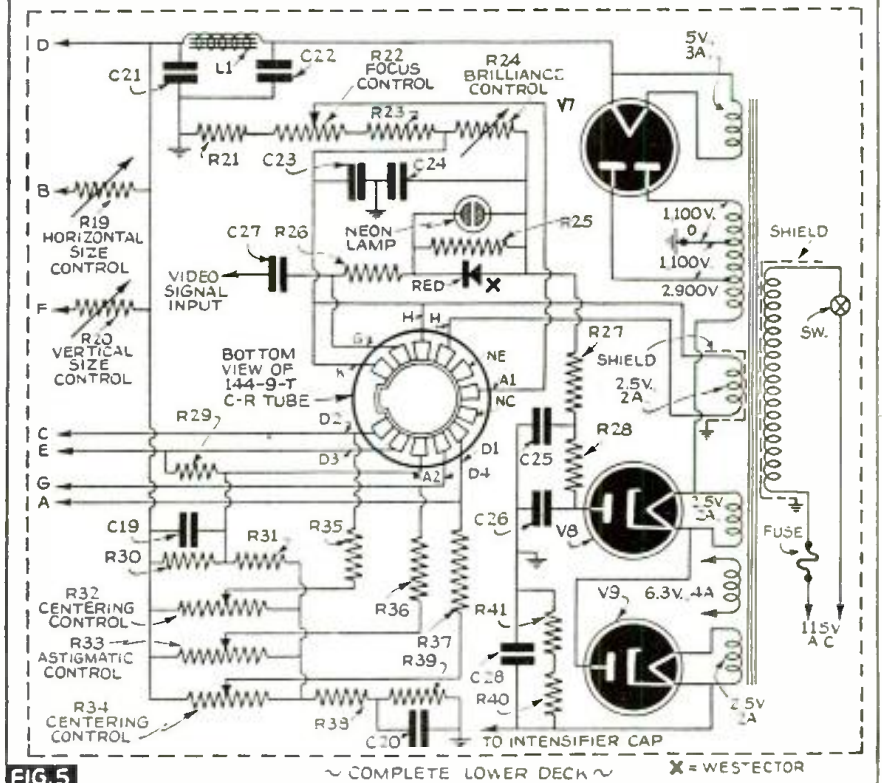 D
C21
L1
C22
R22
FOCUS
CONTROL
R24
BRILLIANCE
CONTROL
5V.
3A.
V7
R23
R21
C23
C24
B
R19
HORIZONTAL
SIZE
CONTROL
C27
R26
NEON
LAMP
R25
1,100V.
0
1,100V.
2,900V
SHIELD
VIDEO
SIGNAL
INPUT
RED
X
F
R20
VERTICAL
SIZE
CONTROL
H
H
G
K
BOTTOM
VIEW OF
144-9-T
C-R TUBE
NE
A1
NC
R27
SHIELD
2.5V.
2A.
SW.
D2
C
E
D3
R29
G
A
A2
D1
D4
C25
R28
C26
V8
2.5V
2A.
C19
R30
R31
R35
FUSE
R32
CENTERING
CONTROL
R36
V9
6.3V. .4A
R33
ASTIGMATIC
CONTROL
R37
R39
R41
115V
A C
R34
CENTERING
CONTROL
R38
C20
C28
R40
2.5V
2A
TO INTENSIFIER CAP
FIG. 5
~ COMPLETE LOWER DECK ~
X = WESTECTOR